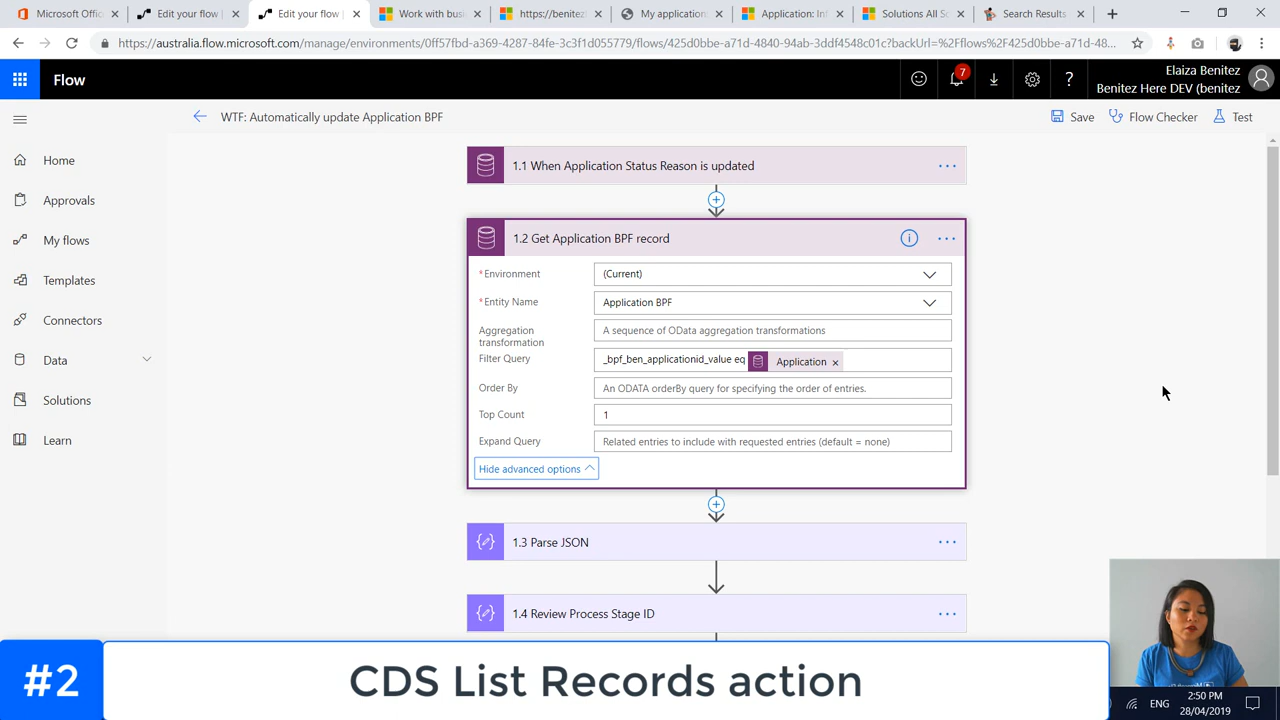 Microsoft Offic
Edit your flow
Edit your flow
Work with busi
https://benitez
My application
Application: Inf
Solutions All So
Search Results
https://australia.flow.microsoft.com/manage/environments/0ff57fbd-a369-4287-84fe-3c3f1d055779/flows/425d0bbe-a71d-4840-94ab-3ddf4548c01c?backUrl=%2Fflows%2F425d0bbe-a71d-48...
Flow
7
?
Elaiza Benitez
Benitez Here DEV (benitez
WTF: Automatically update Application BPF
Save
Flow Checker
Test
Home
Approvals
My flows
Templates
Connectors
Data
Solutions
Learn
1.1 When Application Status Reason is updated
1.2 Get Application BPF record
*Environment
(Current)
*Entity Name
Application BPF
Aggregation
transformation
A sequence of OData aggregation transformations
Filter Query
_bpf_ben_applicationid_value eq Application ×
Order By
An ODATA orderBy query for specifying the order of entries.
Top Count
1
Expand Query
Related entries to include with requested entries (default = none)
Hide advanced options
1.3 Parse JSON
1.4 Review Process Stage ID
#2
CDS List Records action
ENG
2:50 PM
28/04/2019